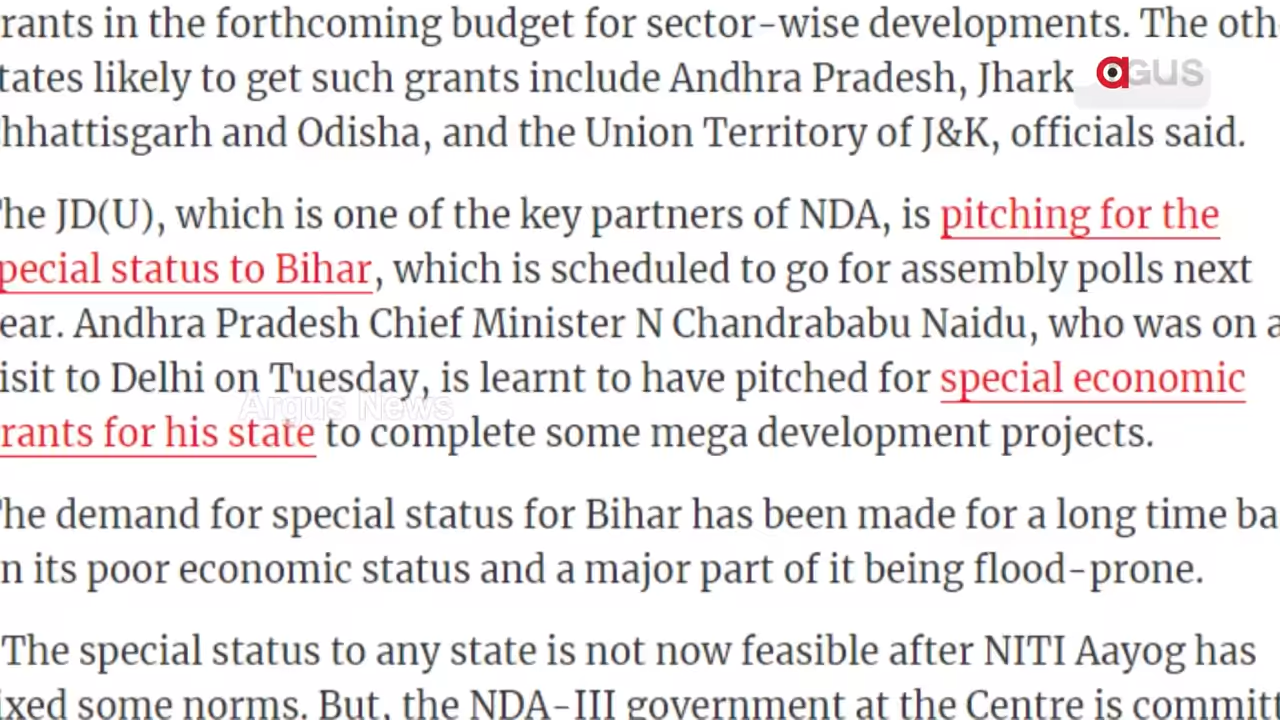 rants in the forthcoming budget for sector-wise developments. The oth
tates likely to get such grants include Andhra Pradesh, Jhark
hhattisgarh and Odisha, and the Union Territory of J&K, officials said.
he JD(U), which is one of the key partners of NDA, is pitching for the
pecial status to Bihar, which is scheduled to go for assembly polls next
ear. Andhra Pradesh Chief Minister N Chandrababu Naidu, who was on a
isit to Delhi on Tuesday, is learnt to have pitched for special economic
rants for his state to complete some mega development projects.
he demand for special status for Bihar has been made for a long time ba
n its poor economic status and a major part of it being flood-prone.
The special status to any state is not now feasible after NITI Aayog has
ixed some norms. But, the NDA-III government at the Centre is committ
aGUS
Argus News